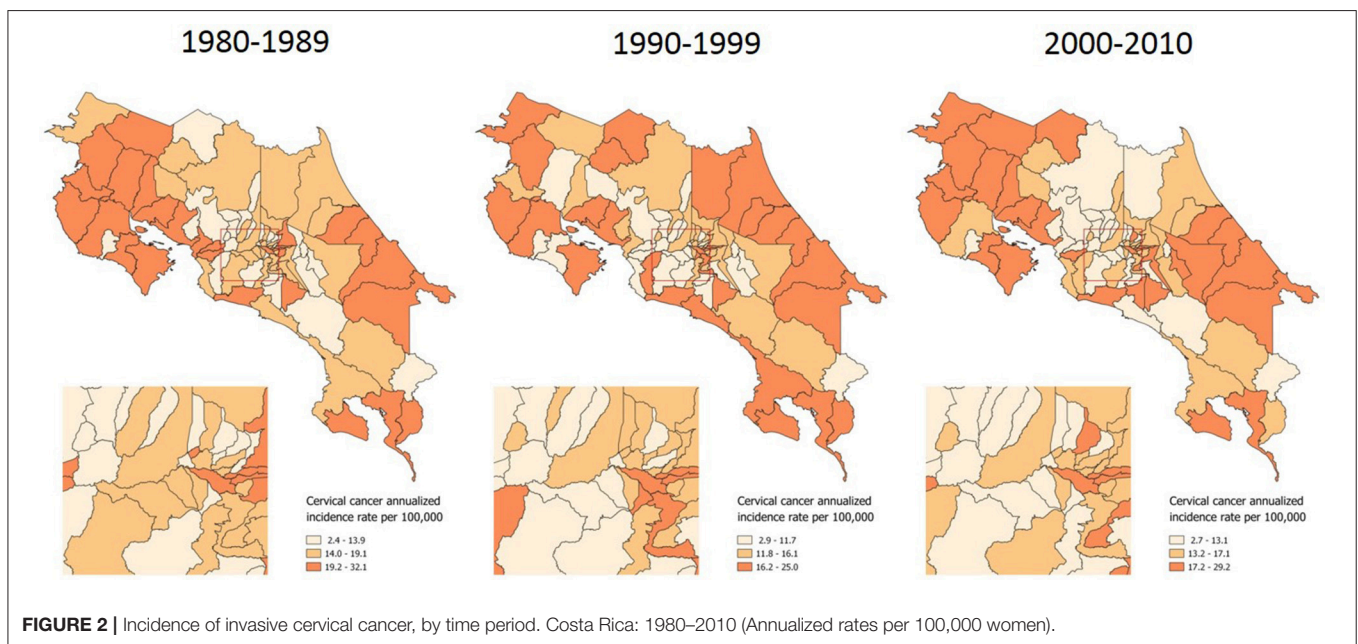 1980-1989
1990-1999
2000-2010
Cervical cancer annualized
incidence rate per 100,000
2.4 - 13.9
14.0 - 19.1
19.2 - 32.1
Cervical cancer annualized
incidence rate per 100,000
2.9 - 11.7
11.8 - 16.1
16.2 - 25.0
Cervical cancer annualized
incidence rate per 100,000
2.7 - 13.1
13.2 - 17.1
17.2 - 29.2
FIGURE 2 | Incidence of invasive cervical cancer, by time period. Costa Rica: 1980–2010 (Annualized rates per 100,000 women).